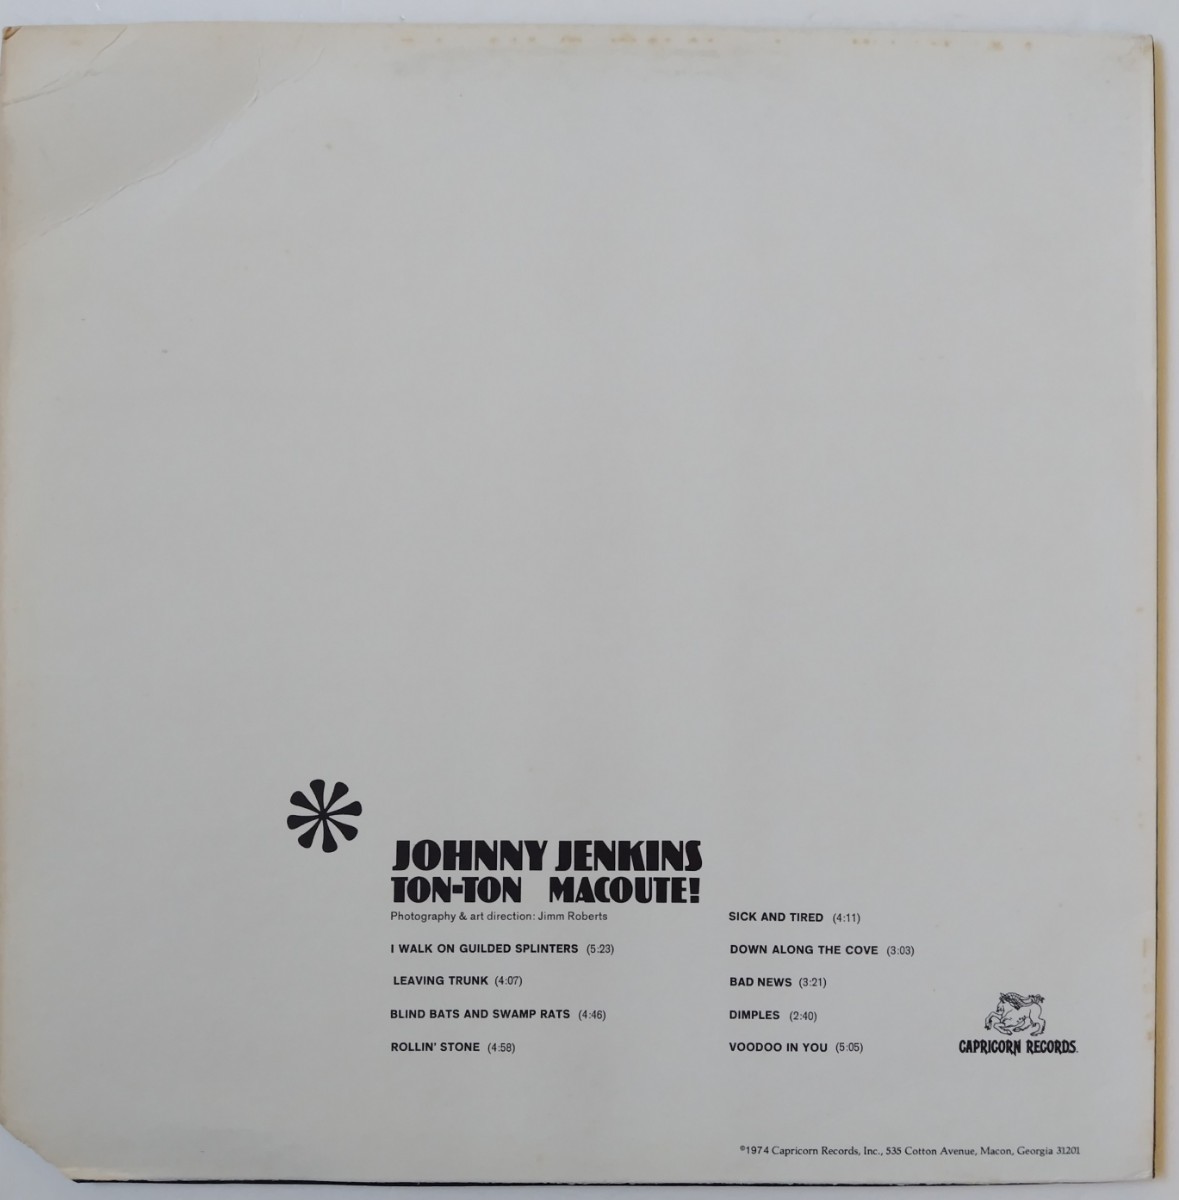 JOHNNY JENKINS
TON-TON MACOUTE!
Photography & art direction: Jimm Roberts
I WALK ON GUILDED SPLINTERS (5:23)
LEAVING TRUNK (4:07)
BLIND BATS AND SWAMP RATS (4:46)
ROLLIN' STONE (4:58)
SICK AND TIRED (4:11)
DOWN ALONG THE COVE (3:03)
BAD NEWS (3:21)
DIMPLES (2:40)
VOODOO IN YOU (5:05)
CAPRICORN RECORDS.
©1974 Capricorn Records, Inc., 535 Cotton Avenue, Macon, Georgia 31201